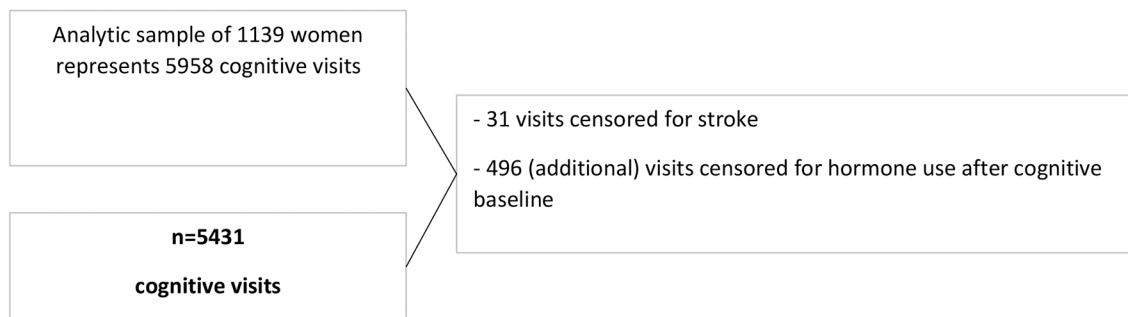 Analytic sample of 1139 women
represents 5958 cognitive visits
- 31 visits censored for stroke
- 496 (additional) visits censored for hormone use after cognitive
baseline
n=5431
cognitive visits